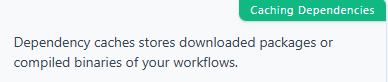 Caching Dependencies
Dependency caches stores downloaded packages or
compiled binaries of your workflows.